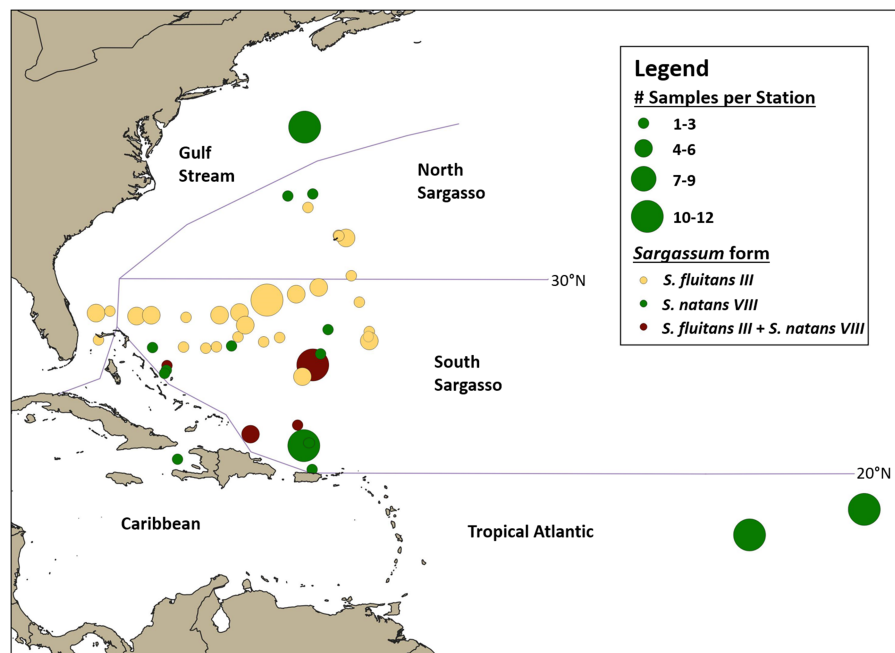 Legend
# Samples per Station
1-3
4-6
7-9
10-12
Sargassum form
S. fluitans III
S. natans VIII
S. fluitans III + S. natans VIII
Gulf
Stream
North
Sargasso
30°N
South
Sargasso
20°N
Caribbean
Tropical Atlantic